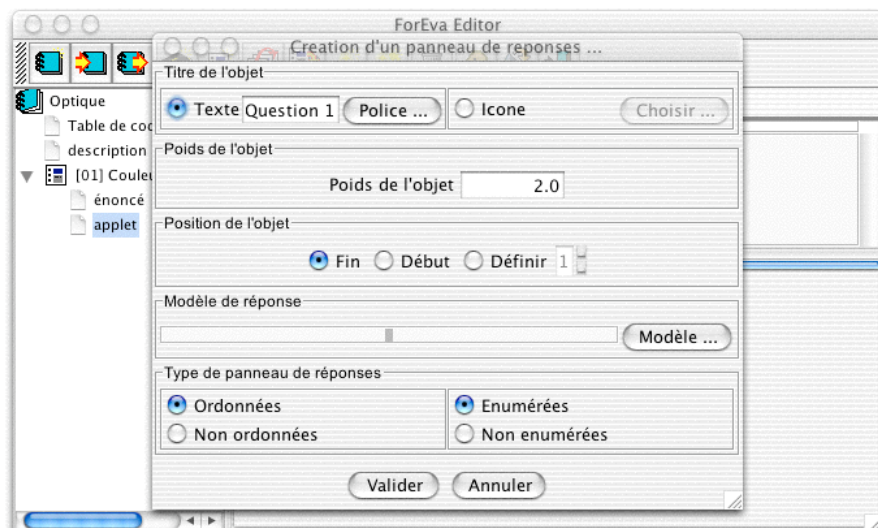 ForEva Editor
Creation d'un panneau de reponses ...
Titre de l'objet
Texte Question 1 Police ... Icone Choisir ...
Optique
Table de
description
[01]
énoncé
applet
Poids de l'objet
Poids de l'objet 2.0
Position de l'objet
Fin Début Définir 1
Modèle de réponse
Modèle ...
Type de panneau de réponses
Ordonnées Enumérées
Non ordonnées Non enumérées
Valider Annuler